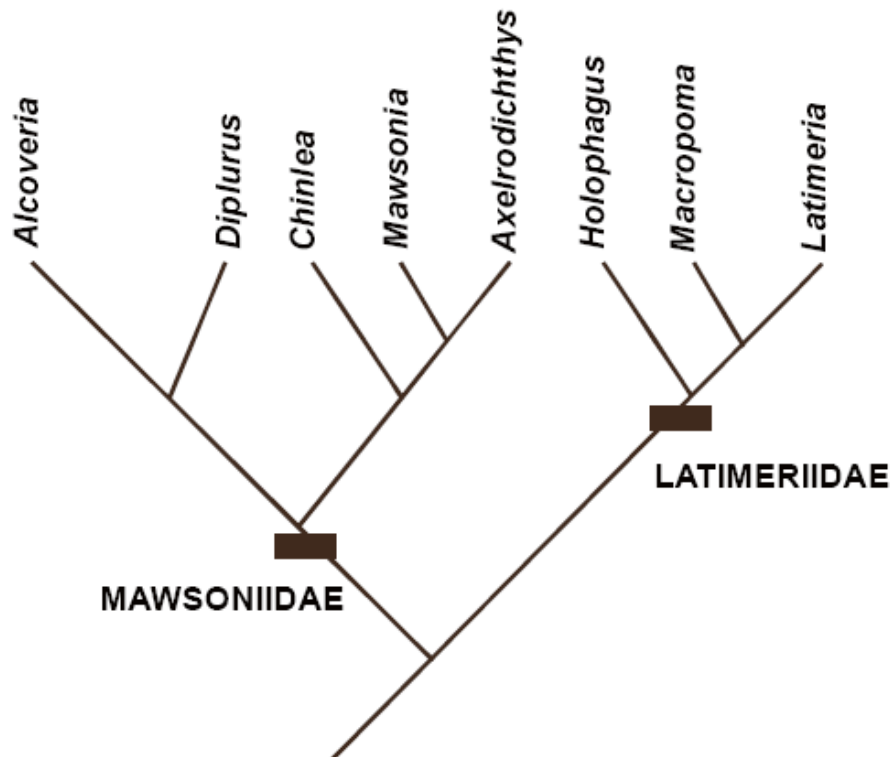 Alcoveria
Diplurus
Chinlea
Mawsonia
Axelrodichthys
Holophagus
Macropoma
Latimeria
LATIMERIIDAE
MAWSONIIDAE